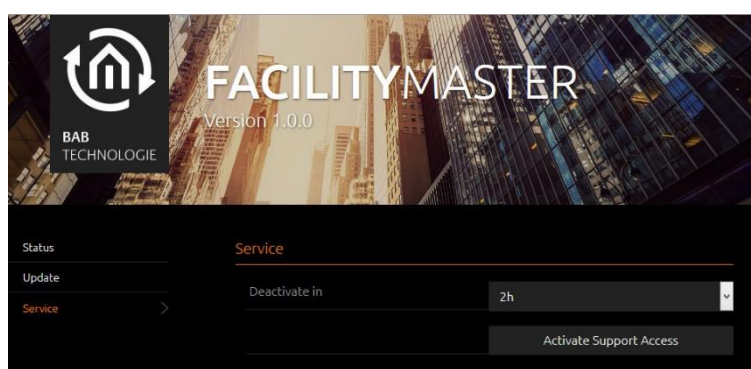 BAB
TECHNOLOGIE
FACILITYMASTER
Version 1.0.0
Status
Update
Service
Service
Deactivate in
2h
Activate Support Access